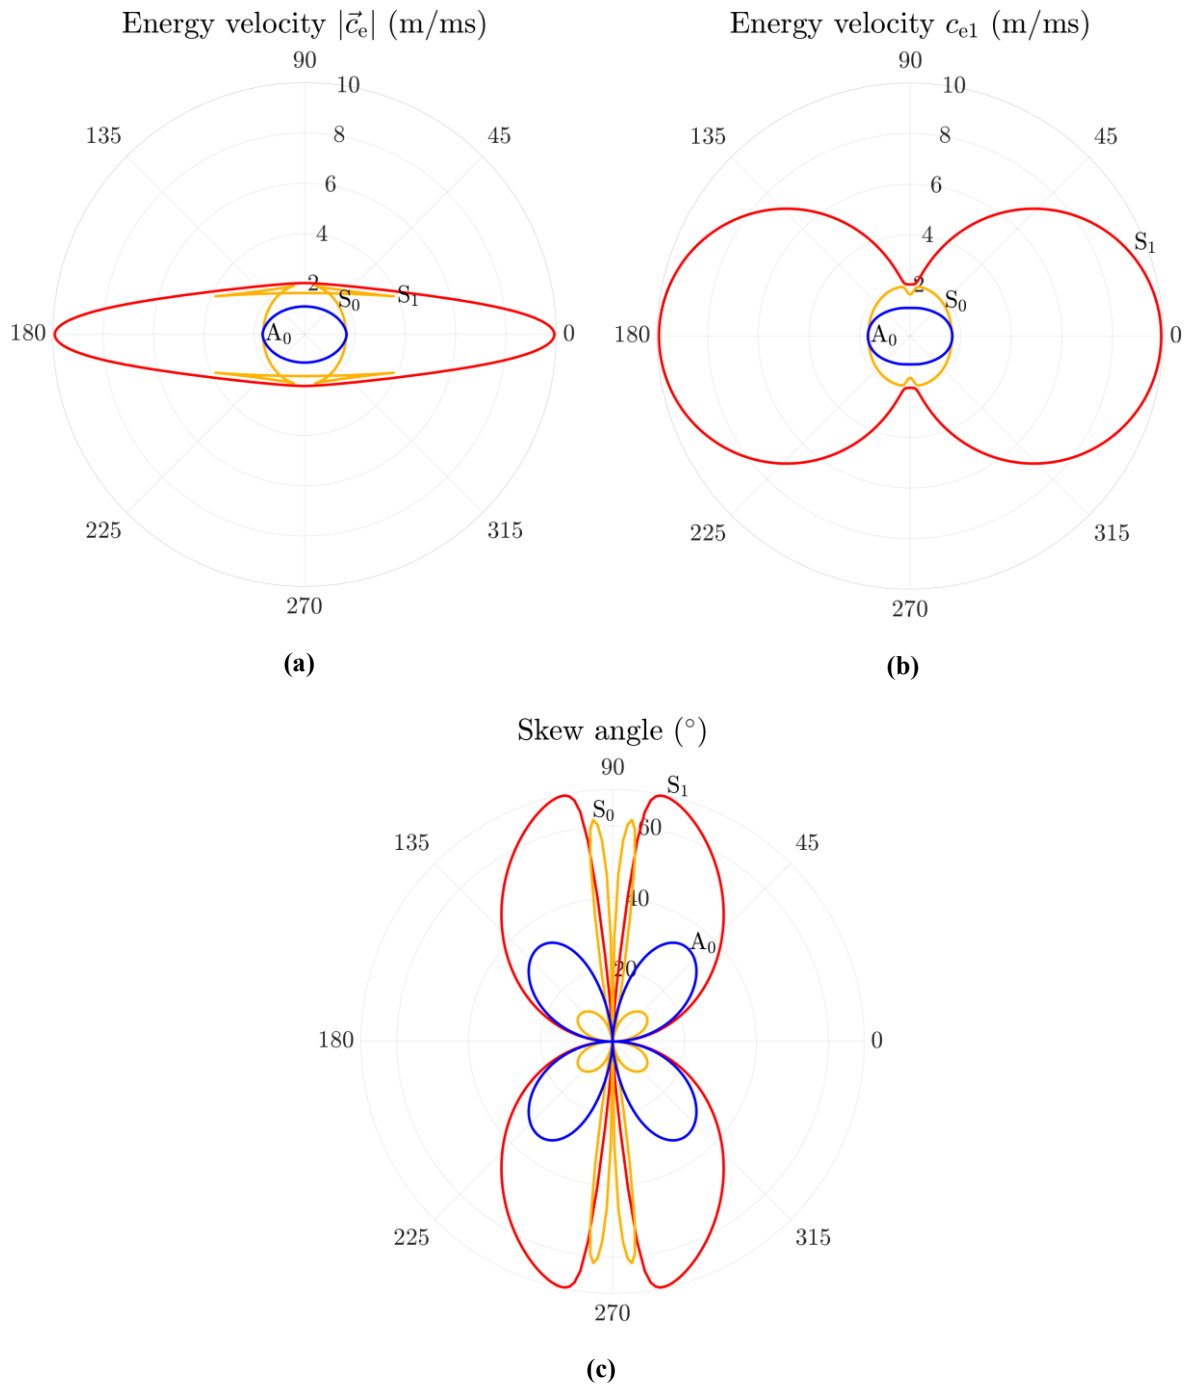 Energy velocity |c⃗ₑ| (m/ms)
90
10
135
8
45
6
4
2
S₀
S₁
180
A₀
0
225
315
270
(a)
Energy velocity cₑ₁ (m/ms)
90
10
135
8
45
6
4
S₁
2
S₀
180
A₀
0
225
315
270
(b)
Skew angle (°)
90
S₁
S₀
60
135
45
40
A₀
20
180
0
225
315
270
(c)